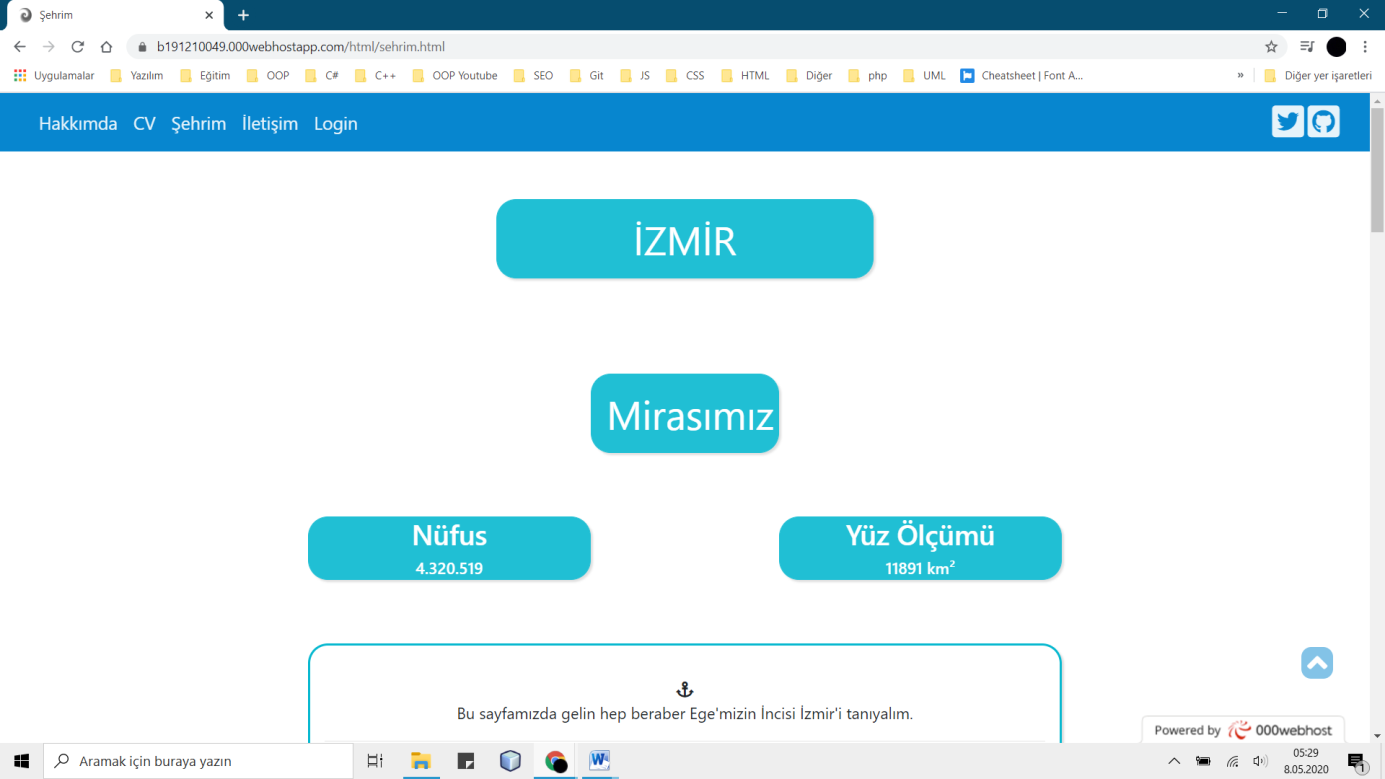 Şehrim
b191210049.000webhostapp.com/html/sehrim.html
Uygulamalar Yazılım Eğitim OOP C# C++ OOP Youtube SEO Git JS CSS HTML Diğer php UML Cheatsheet | Font A... » Diğer yer işaretleri
Hakkımda CV Şehrim İletişim Login
İZMİR
Mirasımız
Nüfus
4.320.519
Yüz Ölçümü
11891 km²
Bu sayfamızda gelin hep beraber Ege'mizin İncisi İzmir'i tanıyalım.
Powered by 000webhost
Aramak için buraya yazın
05:29
8.05.2020
1